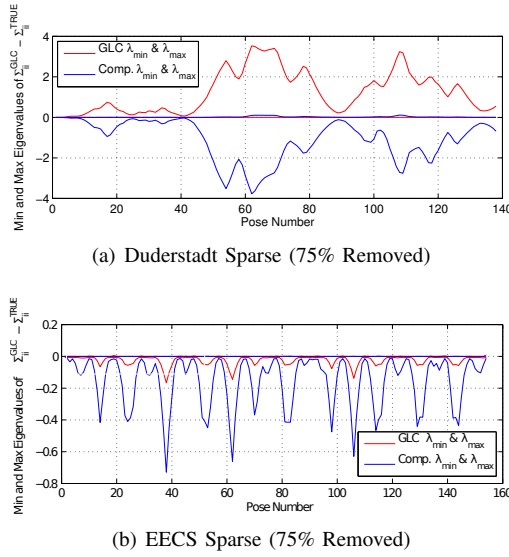 Min and Max Eigenvalues of Σ_ii^GLC − Σ_ii^TRUE
GLC λ_min & λ_max
Comp. λ_min & λ_max
4
2
0
−2
−4
0 20 40 60 80 100 120 140
Pose Number
(a) Duderstadt Sparse (75% Removed)
Min and Max Eigenvalues of Σ_ii^GLC − Σ_ii^TRUE
0.2
0
−0.2
−0.4
−0.6
−0.8
GLC λ_min & λ_max
Comp. λ_min & λ_max
0 20 40 60 80 100 120 140 160
Pose Number
(b) EECS Sparse (75% Removed)